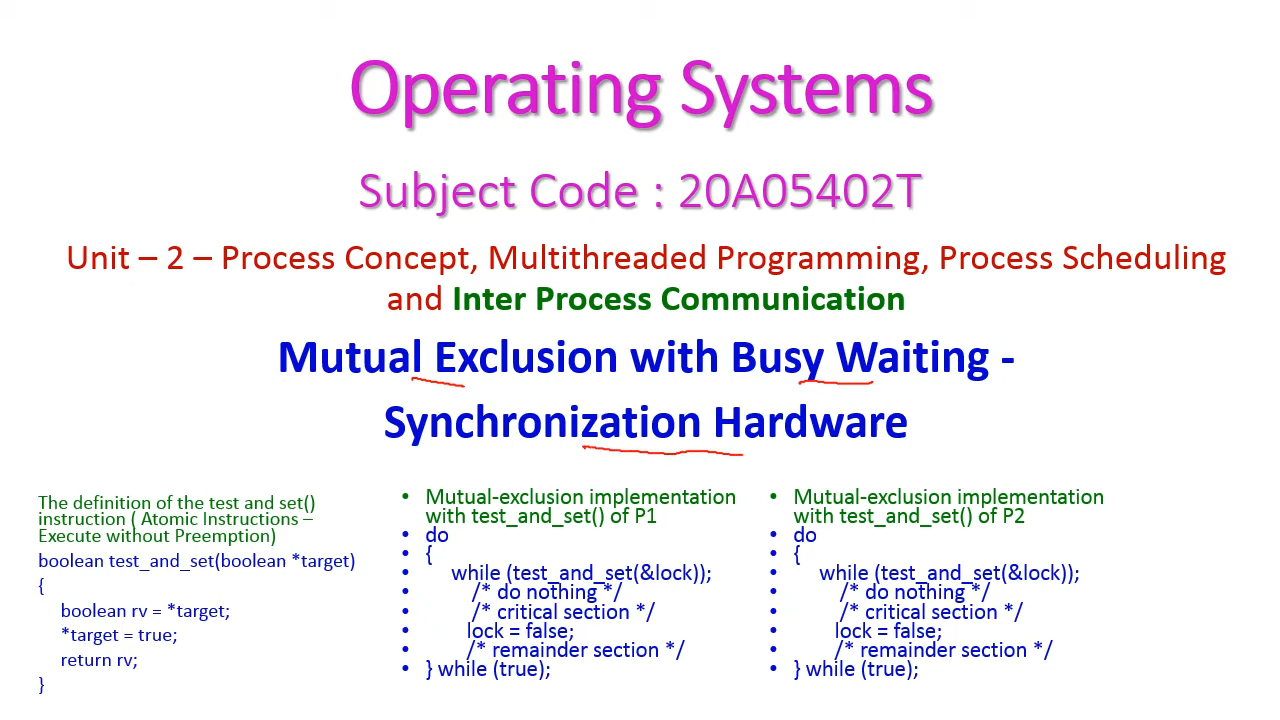 Operating Systems
Subject Code : 20A05402T
Unit – 2 – Process Concept, Multithreaded Programming, Process Scheduling
and Inter Process Communication
Mutual Exclusion with Busy Waiting -
Synchronization Hardware
The definition of the test and set()
instruction ( Atomic Instructions –
Execute without Preemption)
boolean test_and_set(boolean *target)
{
boolean rv = *target;
*target = true;
return rv;
}
• Mutual-exclusion implementation
with test_and_set() of P1
• do
• {
• while (test_and_set(&lock));
• /* do nothing */
• /* critical section */
• lock = false;
• /* remainder section */
• } while (true);
• Mutual-exclusion implementation
with test_and_set() of P2
• do
• {
• while (test_and_set(&lock));
• /* do nothing */
• /* critical section */
• lock = false;
• /* remainder section */
• } while (true);